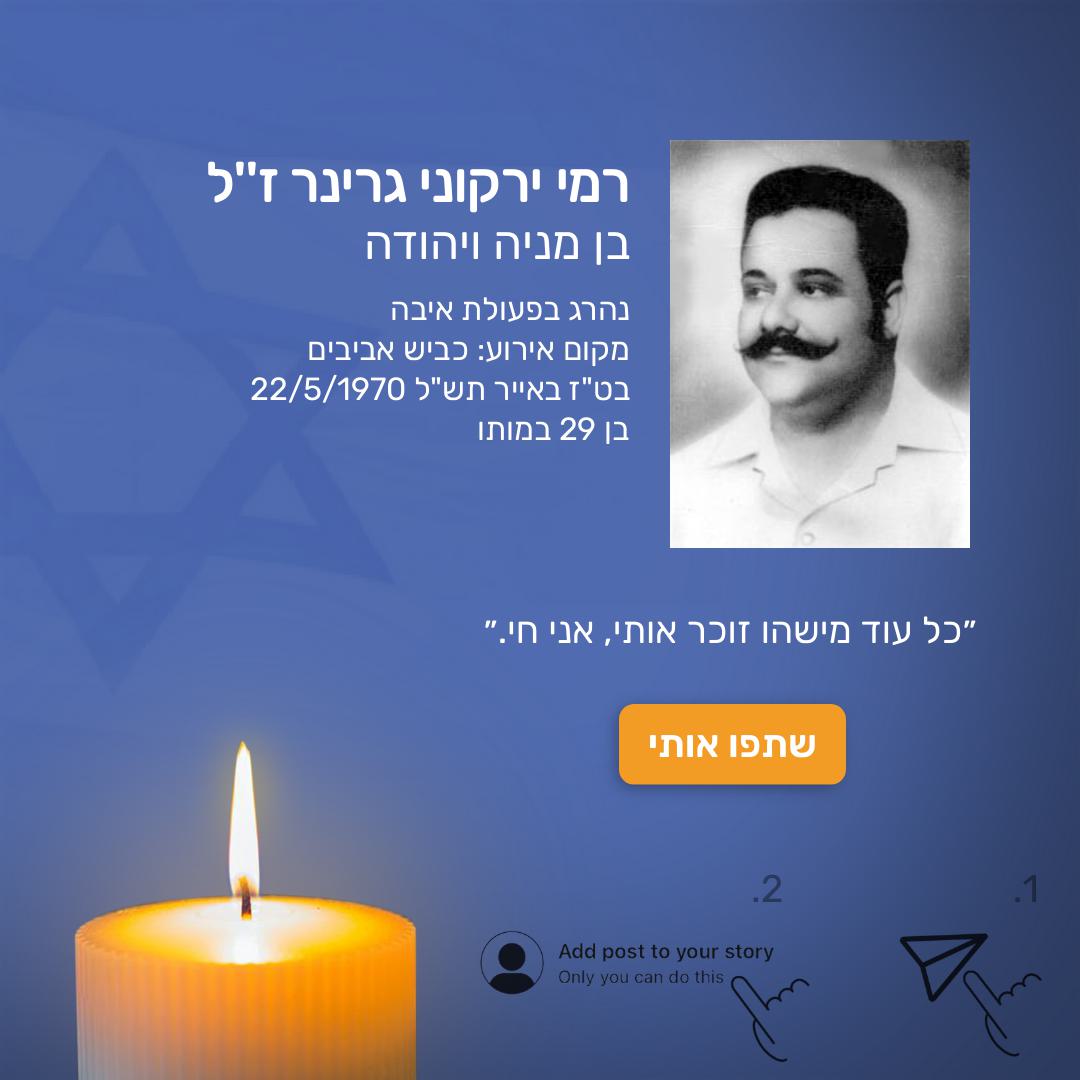 רמי ירקוני גרינר ז"ל
בן מניה ויהודה
נהרג בפעולת איבה
מקום אירוע: כביש אביבים
בט"ז באייר תש"ל 22/5/1970
בן 29 במותו
״כל עוד מישהו זוכר אותי, אני חי.״
שתפו אותי
1.
2.
Add post to your story
Only you can do this